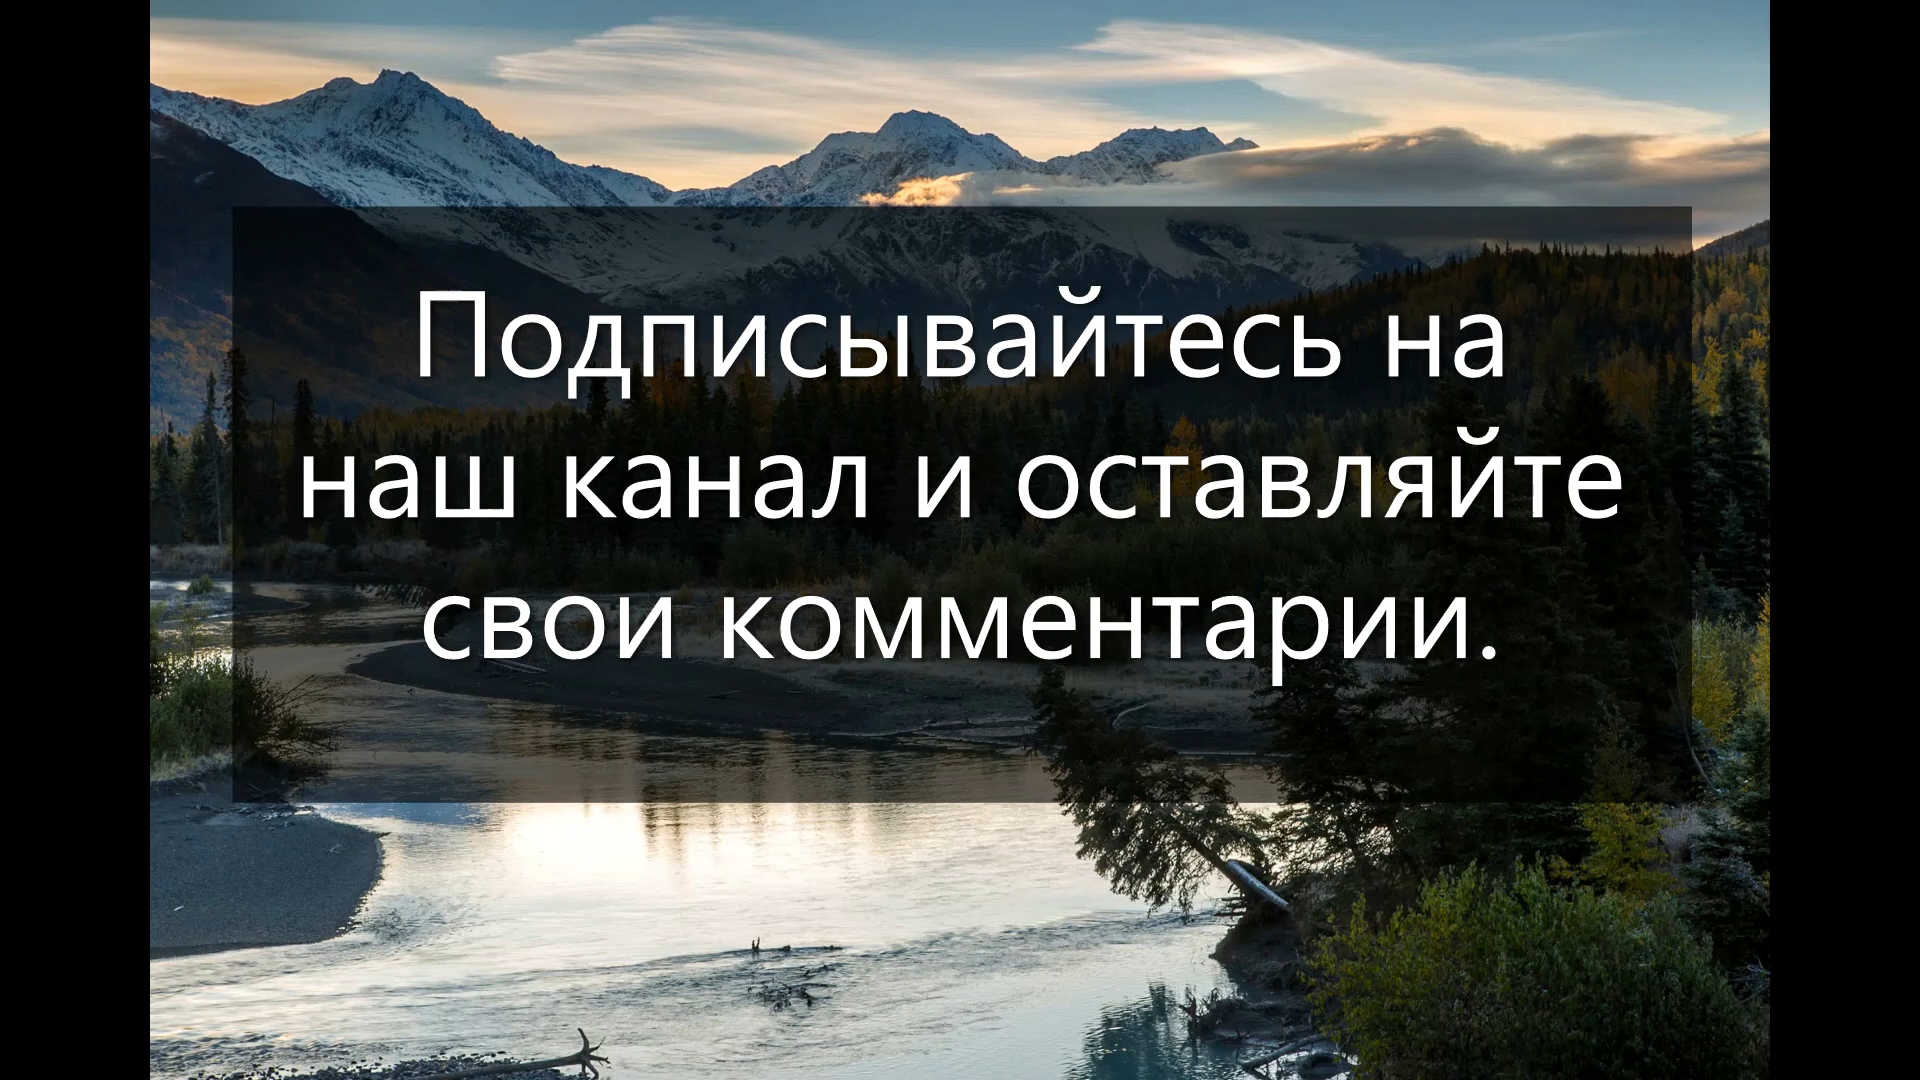 Подписывайтесь на
наш канал и оставляйте
свои комментарии.